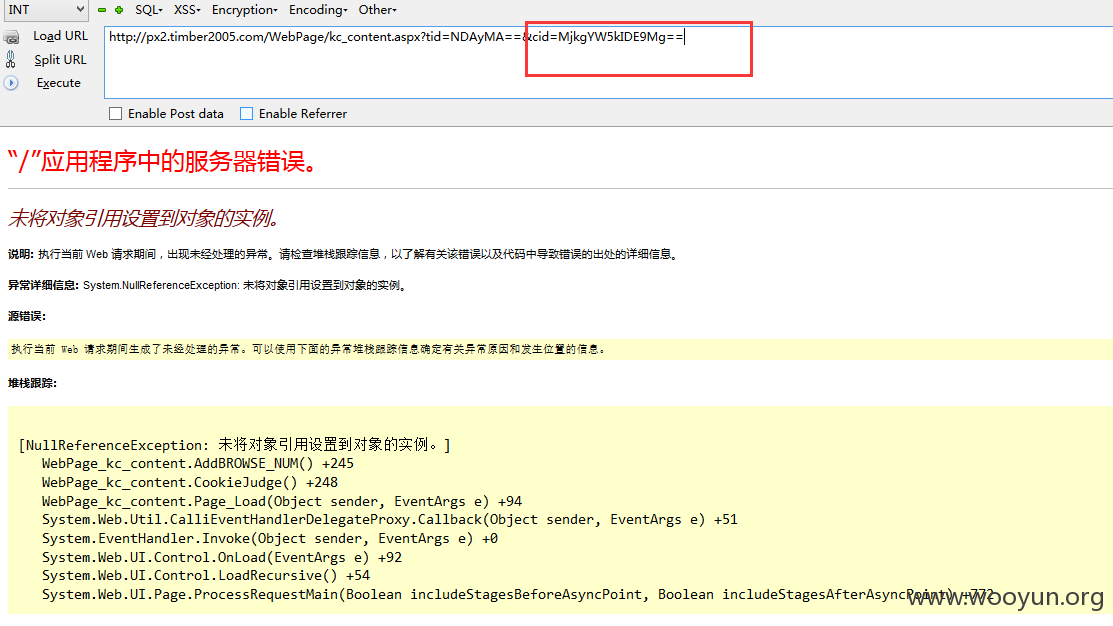 INT SQL- XSS- Encryption- Encoding- Other-
Load URL http://px2.timber2005.com/WebPage/kc_content.aspx?tid=NDAyMA==&cid=MjkgYW5kIDE9Mg==
Split URL
Execute
Enable Post data Enable Referrer
“/”应用程序中的服务器错误。
未将对象引用设置到对象的实例。
说明: 执行当前 Web 请求期间，出现未经处理的异常。请检查堆栈跟踪信息，以了解有关该错误以及代码中导致错误的出处的详细信息。
异常详细信息: System.NullReferenceException: 未将对象引用设置到对象的实例。
源错误:
执行当前 Web 请求期间生成了未经处理的异常。可以使用下面的异常堆栈跟踪信息确定有关异常原因和发生位置的信息。
堆栈跟踪:
[NullReferenceException: 未将对象引用设置到对象的实例。]
WebPage_kc_content.AddBROWSE_NUM() +245
WebPage_kc_content.CookieJudge() +248
WebPage_kc_content.Page_Load(Object sender, EventArgs e) +94
System.Web.Util.CalliEventHandlerDelegateProxy.Callback(Object sender, EventArgs e) +51
System.EventHandler.Invoke(Object sender, EventArgs e) +0
System.Web.UI.Control.OnLoad(EventArgs e) +92
System.Web.UI.Control.LoadRecursive() +54
System.Web.UI.Page.ProcessRequestMain(Boolean includeStagesBeforeAsyncPoint, Boolean includeStagesAfterAsyncPoint) +772
www.wooyun.org